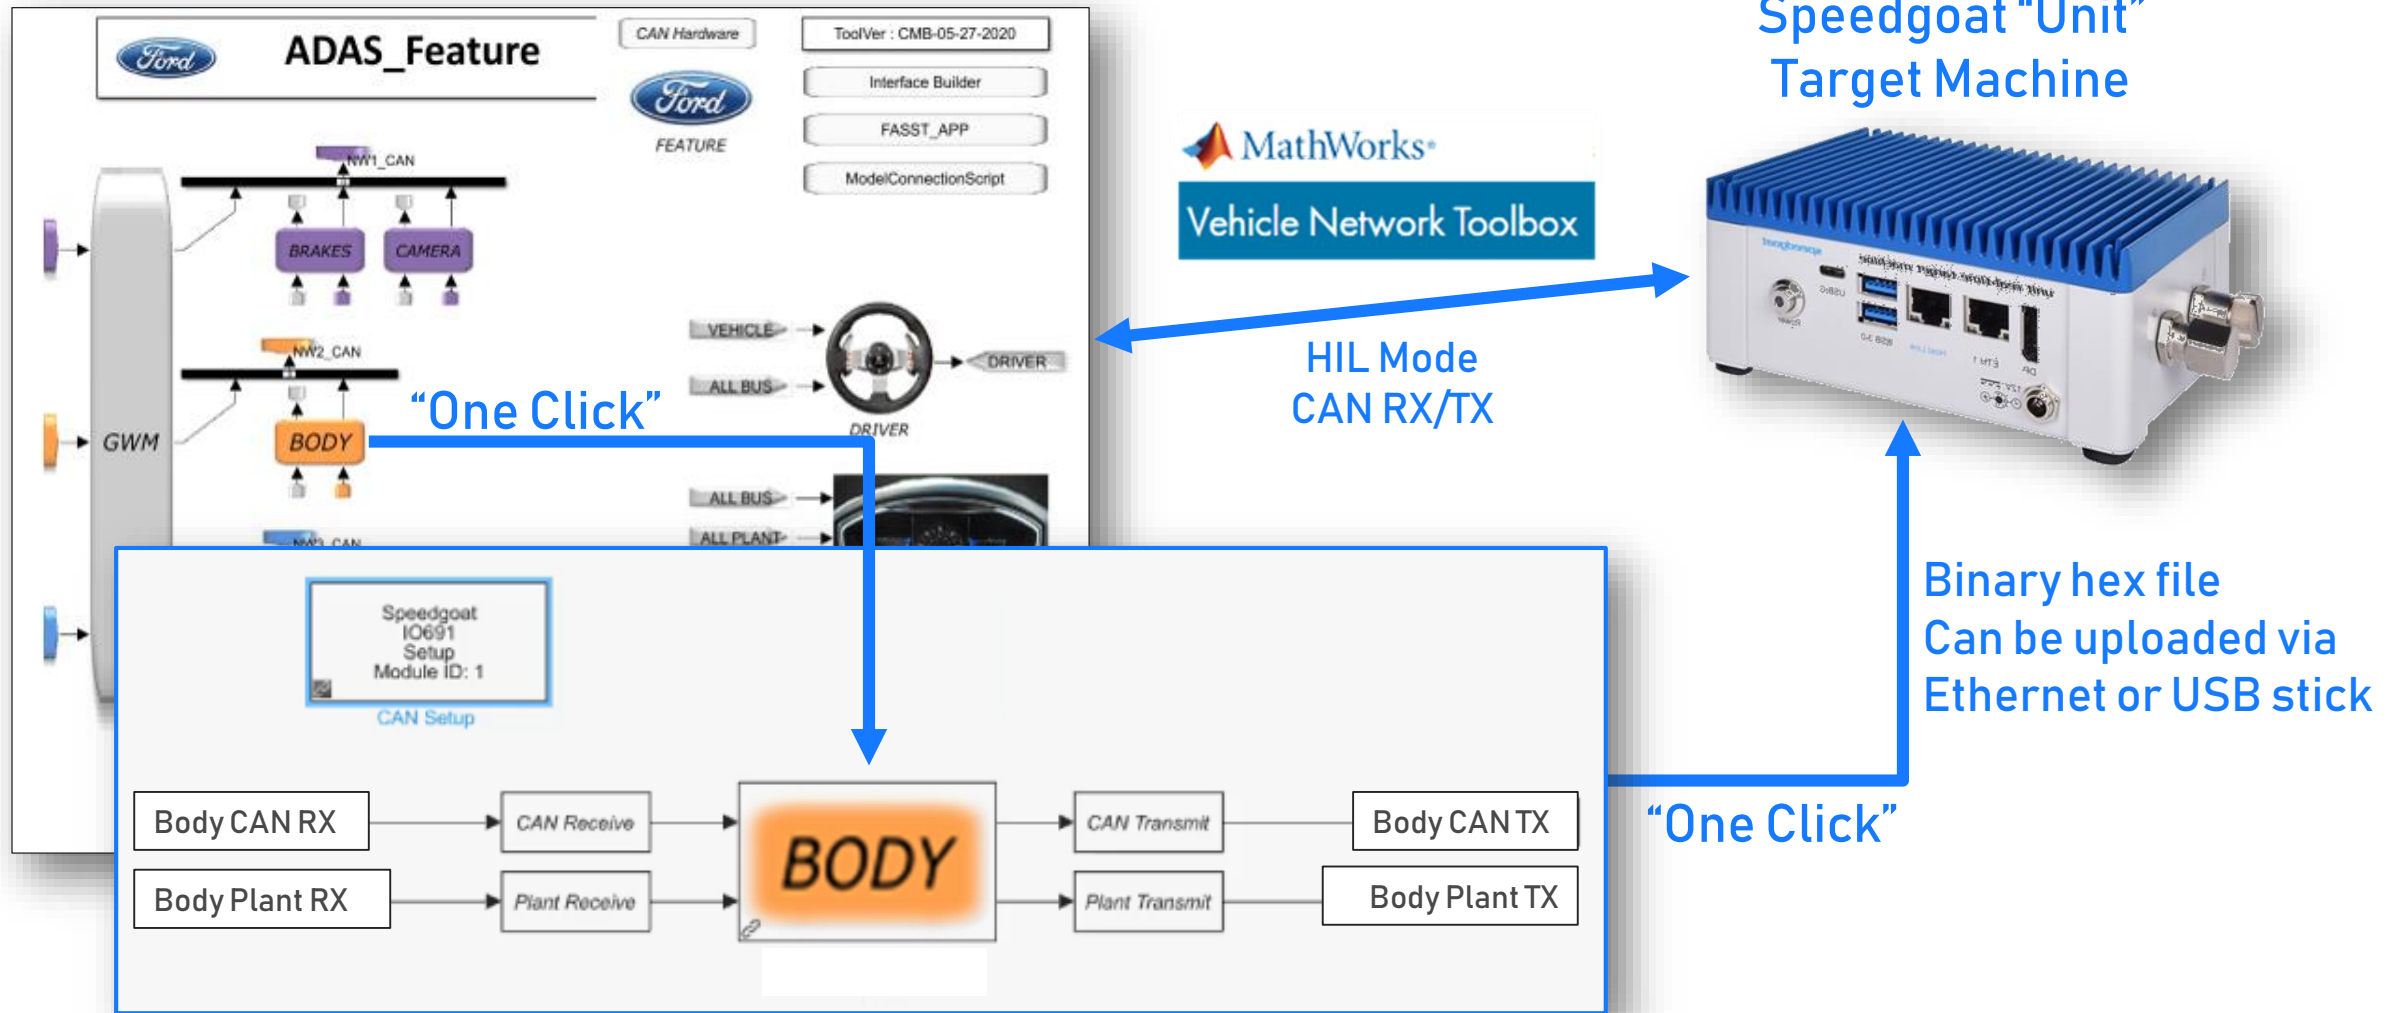 Ford
ADAS_Feature
CAN Hardware
ToolVer : CMB-05-27-2020
Interface Builder
FASST_APP
ModelConnectionScript
Ford
FEATURE
NW1_CAN
BRAKES
CAMERA
NW2_CAN
BODY
GWM
NW3_CAN
VEHICLE
ALL BUS
DRIVER
DRIVER
ALL BUS
ALL PLANT
"One Click"
MathWorks®
Vehicle Network Toolbox
HIL Mode
CAN RX/TX
Speedgoat "Unit"
Target Machine
Binary hex file
Can be uploaded via
Ethernet or USB stick
"One Click"
Speedgoat
IO691
Setup
Module ID: 1
CAN Setup
Body CAN RX
CAN Receive
BODY
CAN Transmit
Body CAN TX
Body Plant RX
Plant Receive
Plant Transmit
Body Plant TX